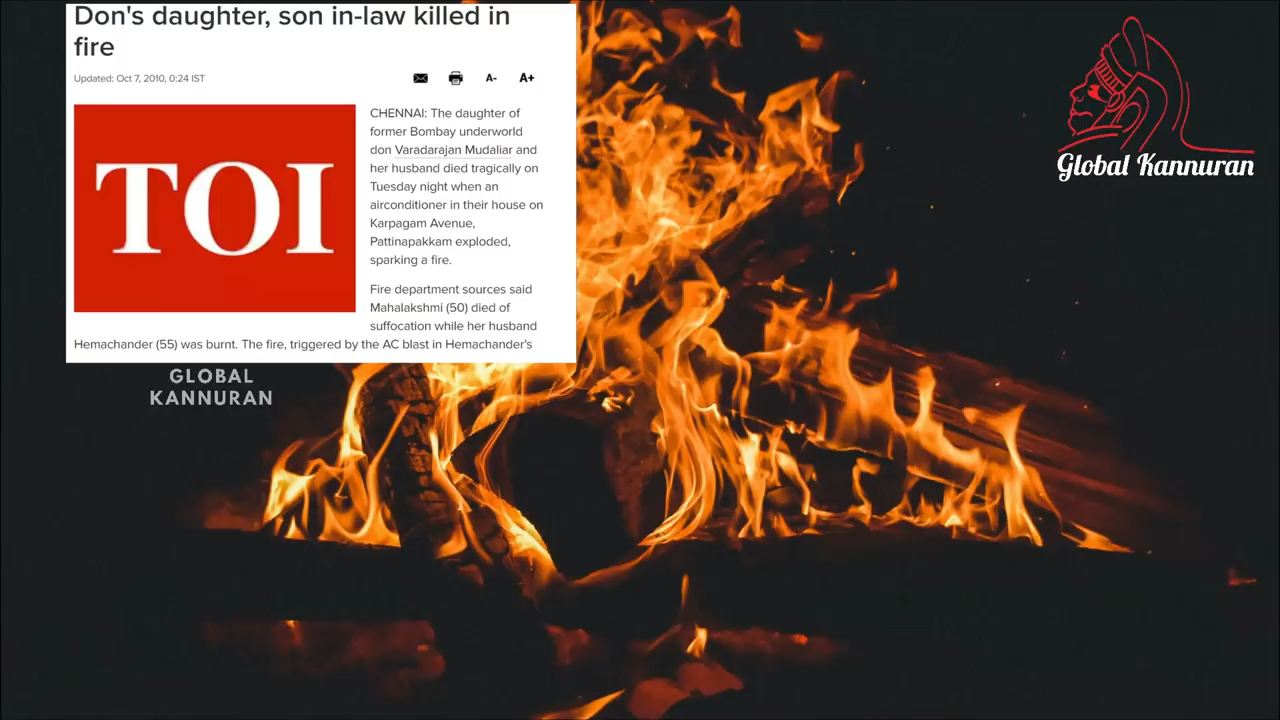 Don's daughter, son in-law killed in
fire
Updated: Oct 7, 2010, 0:24 IST
A-
A+
TOI
CHENNAI: The daughter of
former Bombay underworld
don Varadarajan Mudaliar and
her husband died tragically on
Tuesday night when an
airconditioner in their house on
Karpagam Avenue,
Pattinapakkam exploded,
sparking a fire.
Fire department sources said
Mahalakshmi (50) died of
suffocation while her husband
Hemachander (55) was burnt. The fire, triggered by the AC blast in Hemachander's
GLOBAL
KANNURAN
Global Kannuran